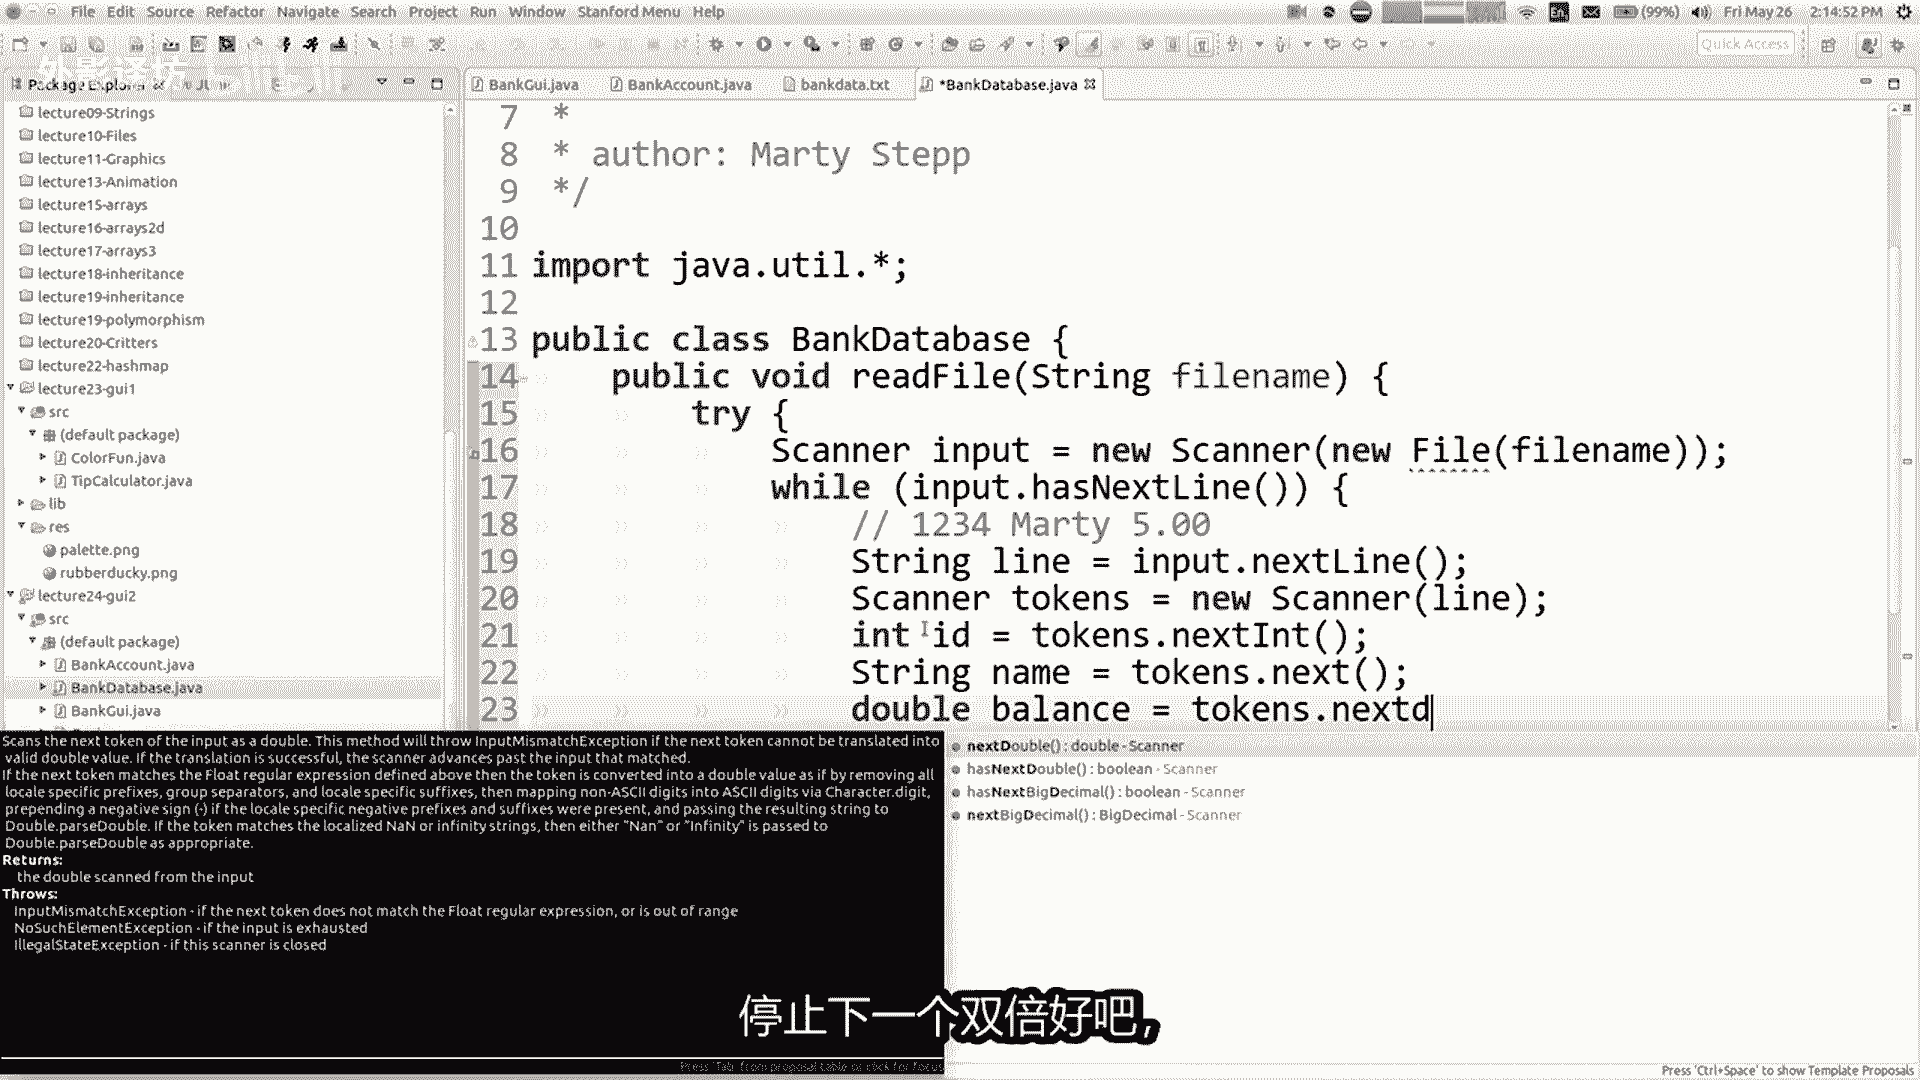 File Edit Source Refactor Navigate Search Project Run Window Stanford Menu Help
(99%) Fri May 26 2:14:52 PM
Quick Access
Package Explorer
BankGui.java BankAccount.java bankdata.txt *BankDatabase.java
lecture09-Strings
lecture10-Files
lecture11-Graphics
lecture13-Animation
lecture15-arrays
lecture16-arrays2d
lecture17-arrays3
lecture18-inheritance
lecture19-inheritance
lecture19-polymorphism
lecture20-Critters
lecture22-hashmap
lecture23-gui1
src
(default package)
ColorFun.java
TipCalculator.java
lib
res
palette.png
rubberducky.png
lecture24-gui2
src
(default package)
BankAccount.java
BankDatabase.java
BankGui.java
7 *
8 * author: Marty Stepp
9 */
10
11 import java.util.*;
12
13 public class BankDatabase {
14 public void readFile(String filename) {
15 try {
16 Scanner input = new Scanner(new File(filename));
17 while (input.hasNextLine()) {
18 // 1234 Marty 5.00
19 String line = input.nextLine();
20 Scanner tokens = new Scanner(line);
21 int id = tokens.nextInt();
22 String name = tokens.next();
23 double balance = tokens.nextd
Scans the next token of the input as a double. This method will throw InputMismatchException if the next token cannot be translated into
valid double value. If the translation is successful, the scanner advances past the input that matched.
If the next token matches the Float regular expression defined above then the token is converted into a double value as if by removing all
locale specific prefixes, group separators, and locale specific suffixes, then mapping non-ASCII digits into ASCII digits via Character.digit,
prepending a negative sign (-) if the locale specific negative prefixes and suffixes were present, and passing the resulting string to
Double.parseDouble. If the token matches the localized NaN or infinity strings, then either "Nan" or "Infinity" is passed to
Double.parseDouble as appropriate.
Returns:
the double scanned from the input
Throws:
InputMismatchException - if the next token does not match the Float regular expression, or is out of range
NoSuchElementException - if the input is exhausted
IllegalStateException - if this scanner is closed
Press 'Tab' from proposal table or click for focus
nextDouble() : double - Scanner
hasNextDouble() : boolean - Scanner
hasNextBigDecimal() : boolean - Scanner
nextBigDecimal() : BigDecimal - Scanner
停止下一个双倍好吧,
Press 'Ctrl+Space' to show Template Proposals